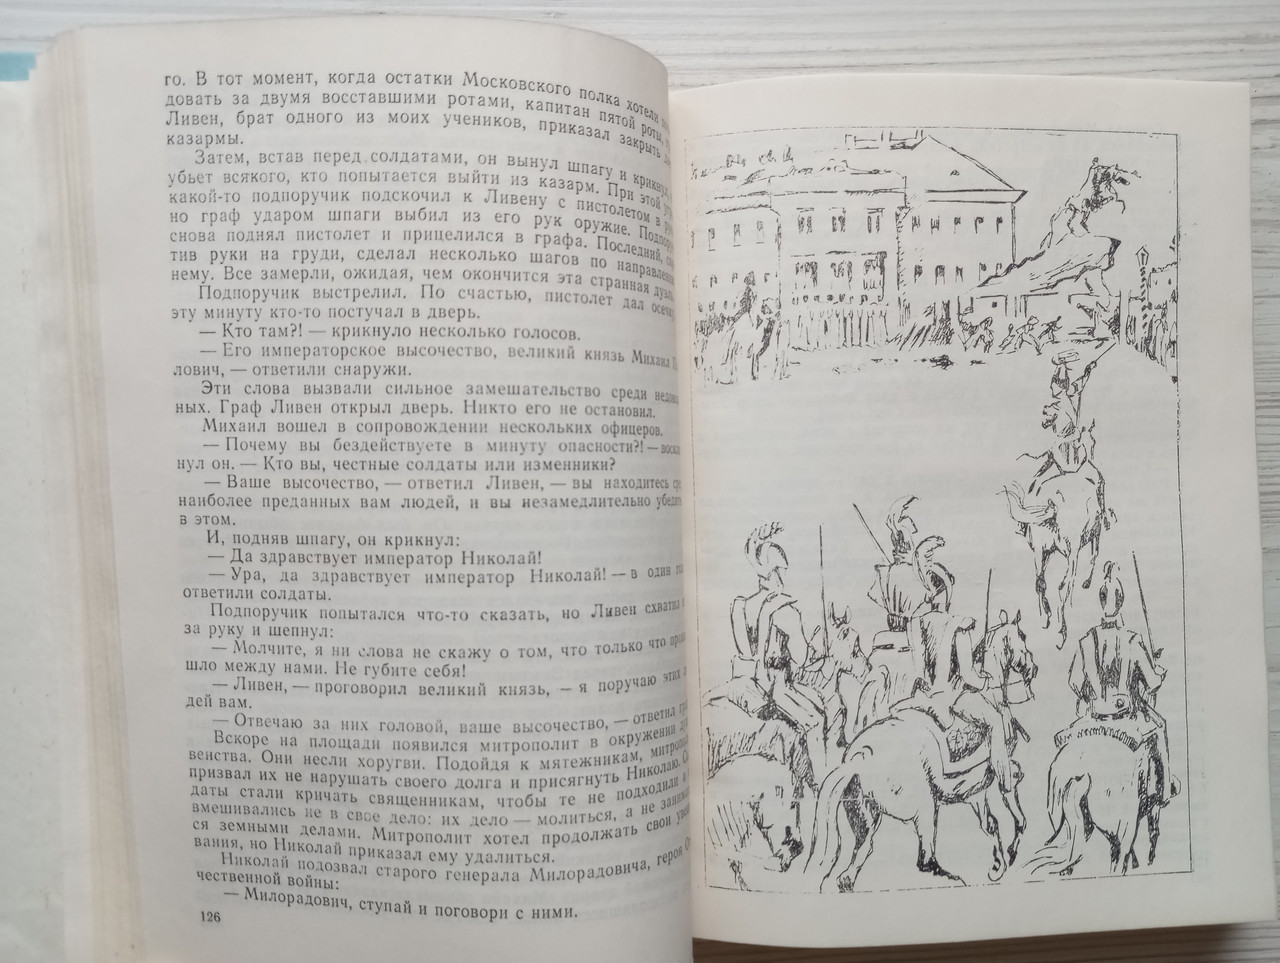 го. В тот момент, когда остатки Московского полка хотели
довать за двумя восставшими ротами, капитан пятой роты,
Ливен, брат одного из моих учеников, приказал закрыть
казармы.
Затем, встав перед солдатами, он вынул шпагу и крикнул,
убьет всякого, кто попытается выйти из казарм. При этой
какой-то подпоручик подскочил к Ливену с пистолетом в
но граф ударом шпаги выбил из его рук оружие.
снова поднял пистолет и прицелился в графа. Последний,
тив руки на груди, сделал несколько шагов по
нему. Все замерли, ожидая, чем окончится эта странная
Подпоручик выстрелил. По счастью, пистолет дал
эту минуту кто-то постучал в дверь.
— Кто там?! — крикнуло несколько голосов.
— Его императорское высочество, великий князь Михаил
лович, — ответили снаружи.
Эти слова вызвали сильное замешательство среди
ных. Граф Ливен открыл дверь. Никто его не остановил.
Михаил вошел в сопровождении нескольких офицеров.
— Почему вы бездействуете в минуту опасности?! —
нул он. — Кто вы, честные солдаты или изменники?
— Ваше высочество, — ответил Ливен, — вы находитесь
наиболее преданных вам людей, и вы незамедлительно
в этом.
И, подняв шпагу, он крикнул:
— Да здравствует император Николай!
— Ура, да здравствует император Николай! — в один
ответили солдаты.
Подпоручик попытался что-то сказать, но Ливен схватил
за руку и шепнул:
— Молчите, я ни слова не скажу о том, что только что
шло между нами. Не губите себя!
— Ливен, — проговорил великий князь, — я поручаю этих
дей вам.
— Отвечаю за них головой, ваше высочество, — ответил
Вскоре на площади появился митрополит в окружении
венства. Они несли хоругви. Подойдя к мятежникам,
призвал их не нарушать своего долга и присягнуть Николаю.
даты стали кричать священникам, чтобы те не подходили
вмешивались не в свое дело: их дело — молиться, а не
ся земными делами. Митрополит хотел продолжать свои
вания, но Николай приказал ему удалиться.
Николай подозвал старого генерала Милорадовича, героя
чественной войны:
— Милорадович, ступай и поговори с ними.
126